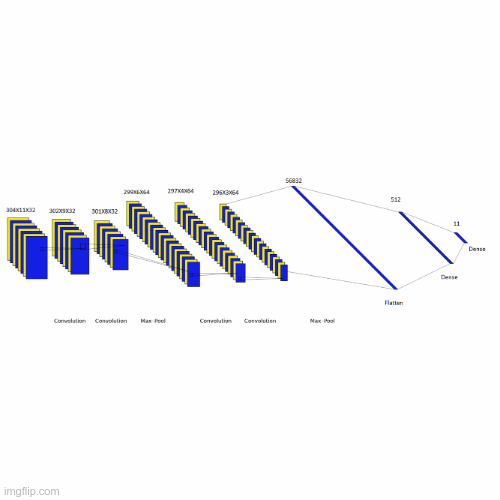 304X11X32
302X9X32
301X8X32
299X6X64
297X4X64
296X3X64
56832
512
11
Dense
Dense
Flatten
Convolution
Convolution
Max-Pool
Convolution
Convolution
Max-Pool
imgflip.com